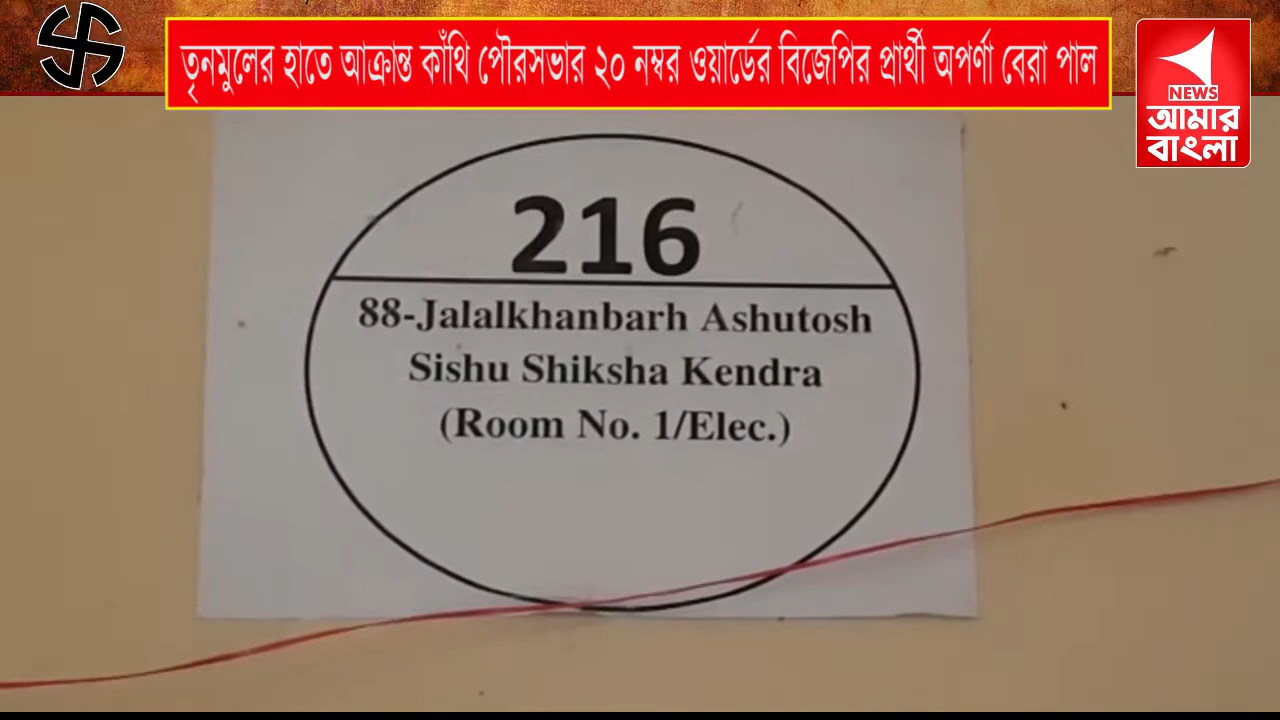 তৃনমুলের হাতে আক্রান্ত কাঁথি পৌরসভার ২০ নম্বর ওয়ার্ডের বিজেপির প্রার্থী অপর্ণা বেরা পাল
NEWS
আমার
বাংলা
216
88-Jalalkhanbarh Ashutosh
Sishu Shiksha Kendra
(Room No. 1/Elec.)